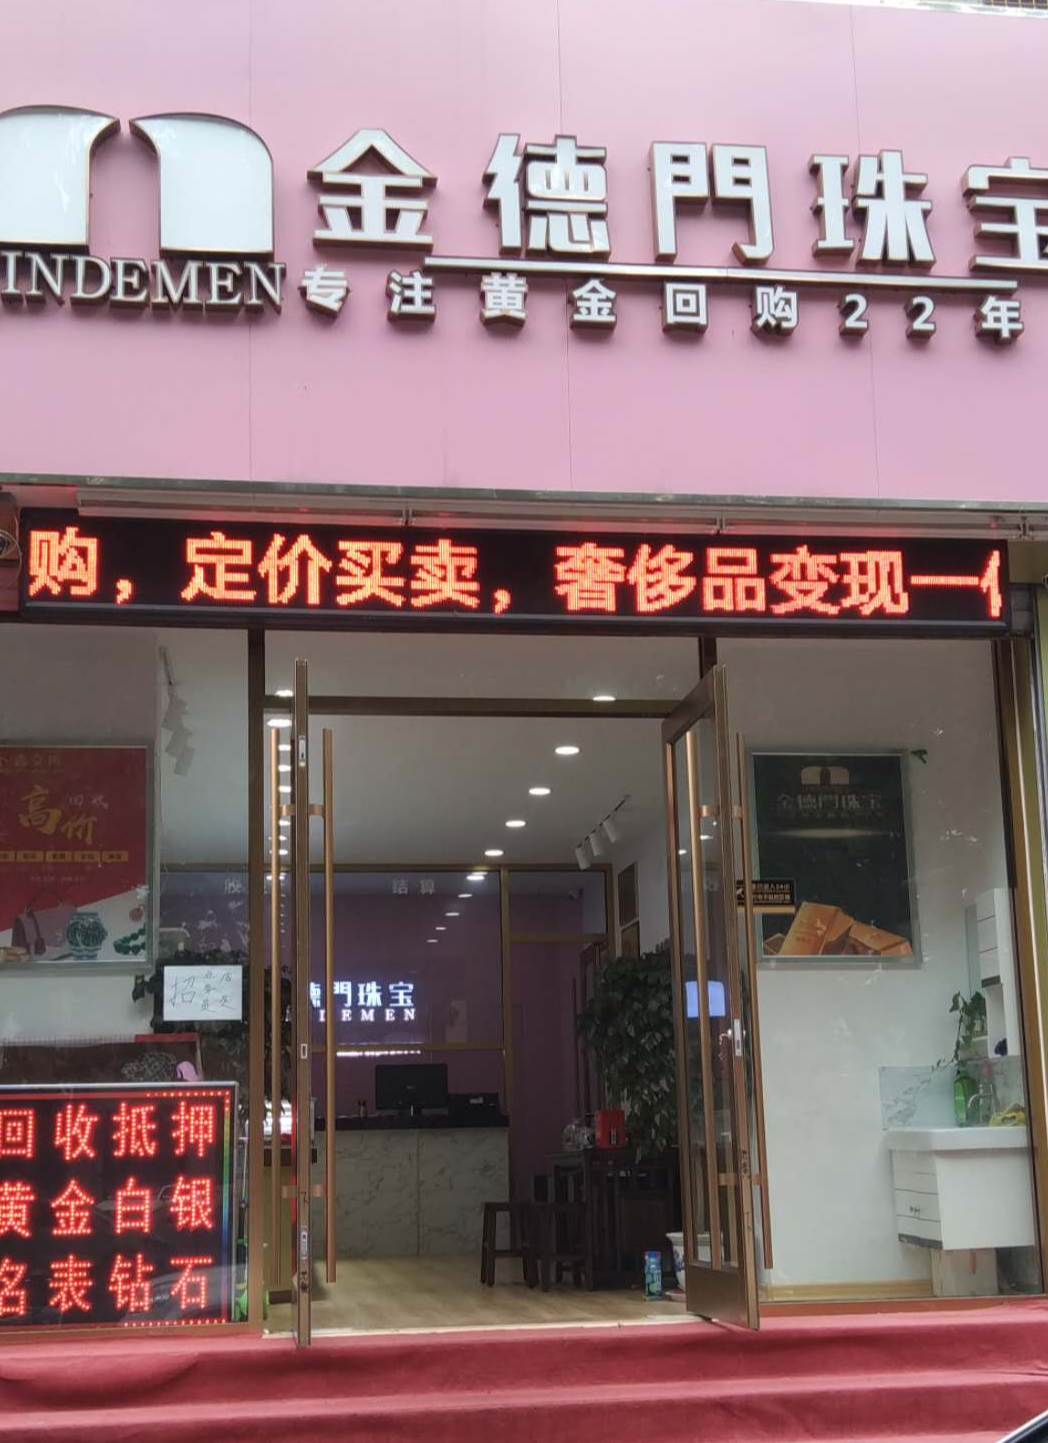 金德門珠宝
INDEMEN
专注黄金回购22年
购，定价买卖，奢侈品变现一
高价
金德門珠宝
结算
門珠宝
DEMEN
招
回收抵押
黄金白银
名表钻石